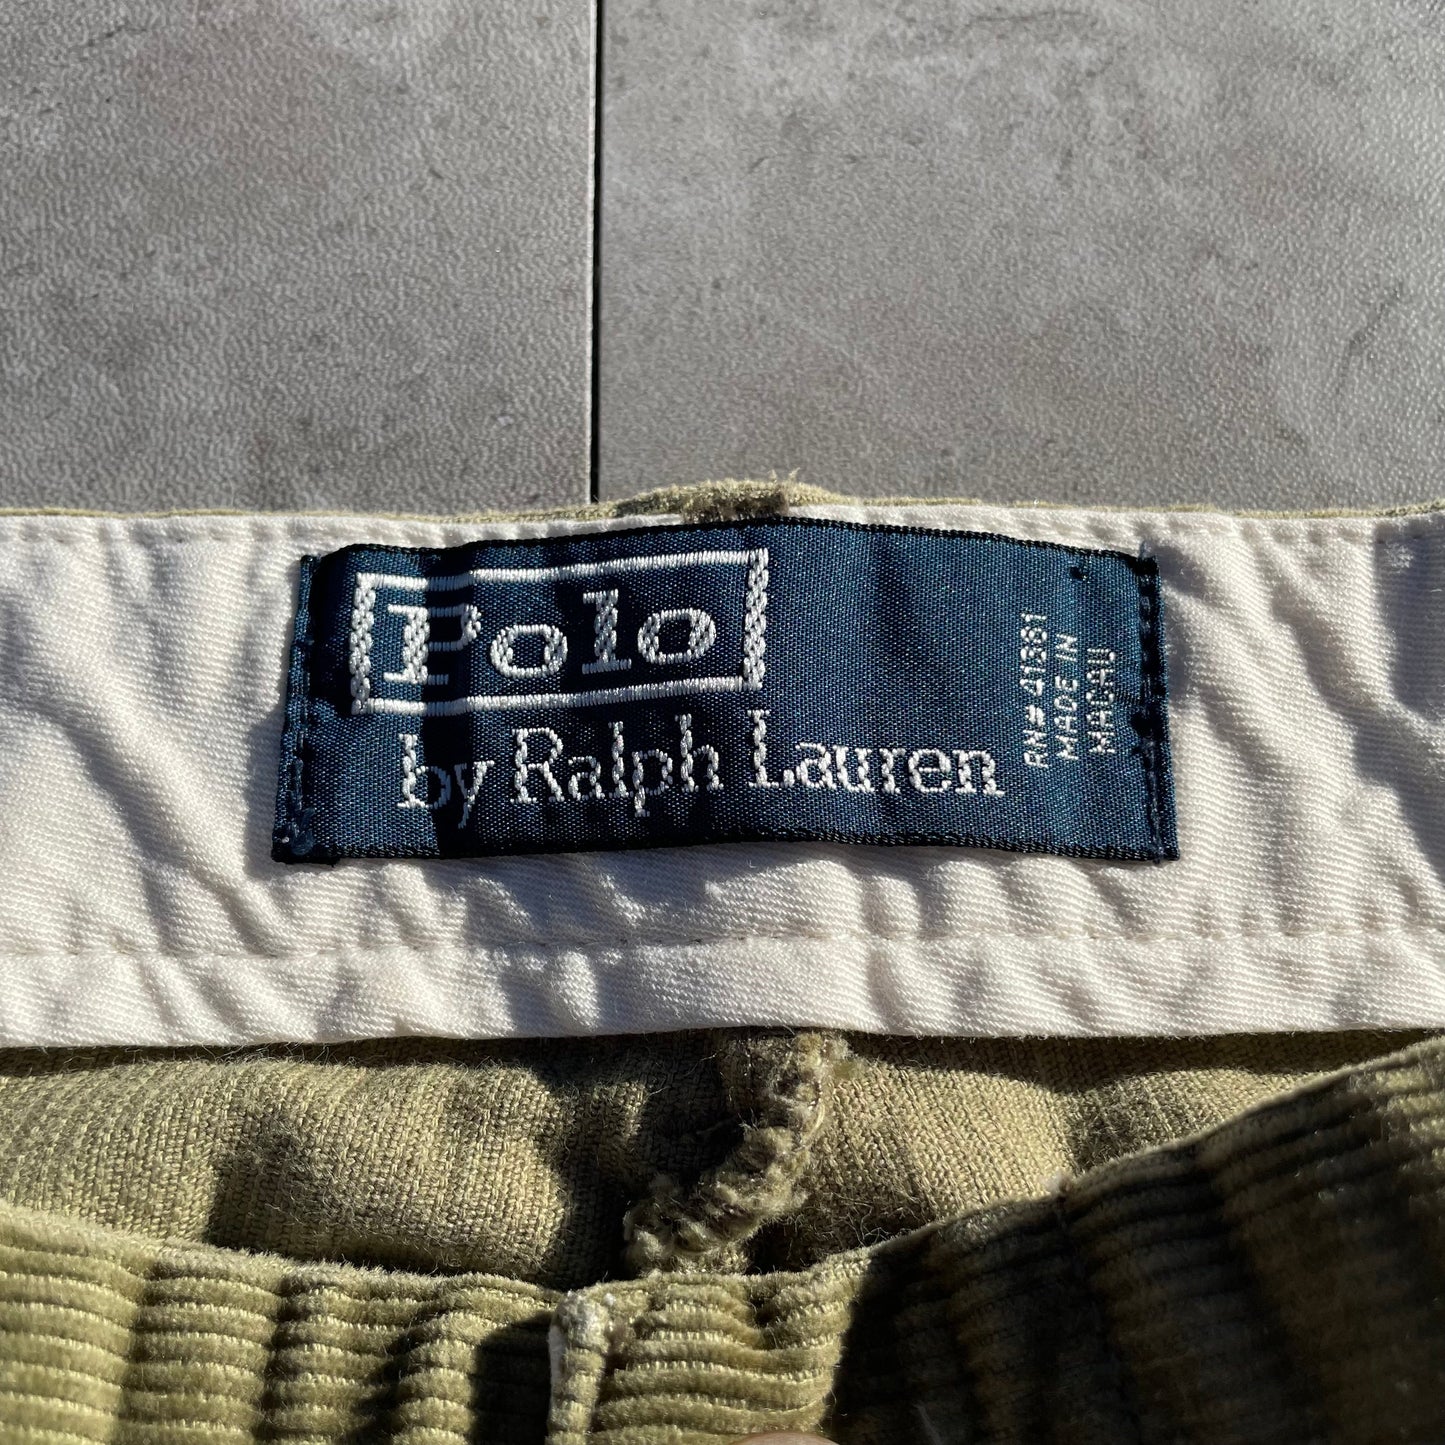 Polo
by Ralph Lauren
RN# 41381
MADE IN
MACAU